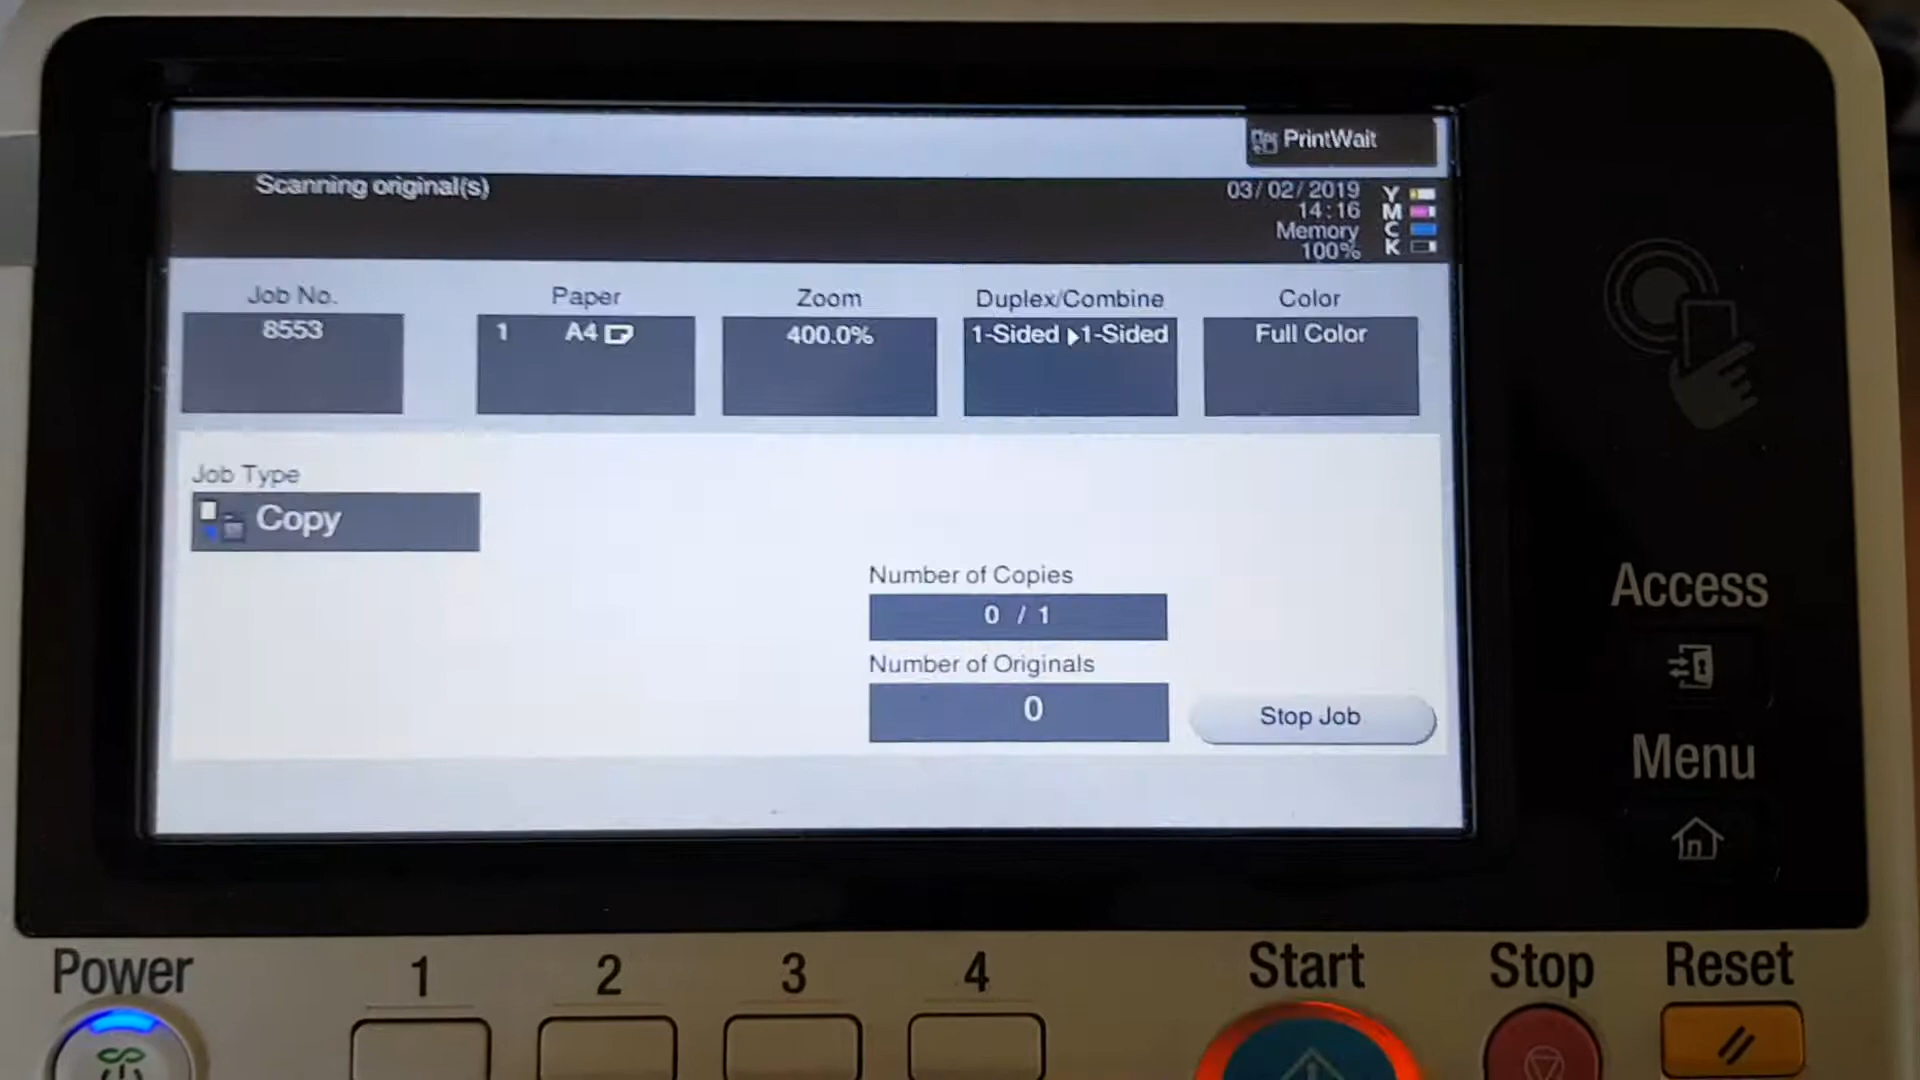 PrintWait
Scanning original(s)
03/02/2019
14:16
Memory
100%
Y
M
C
K
Job No.
8553
Paper
1 A4
Zoom
400.0%
Duplex/Combine
1-Sided ▶1-Sided
Color
Full Color
Job Type
Copy
Number of Copies
0 / 1
Number of Originals
0
Stop Job
Access
Menu
Power
1
2
3
4
Start
Stop
Reset